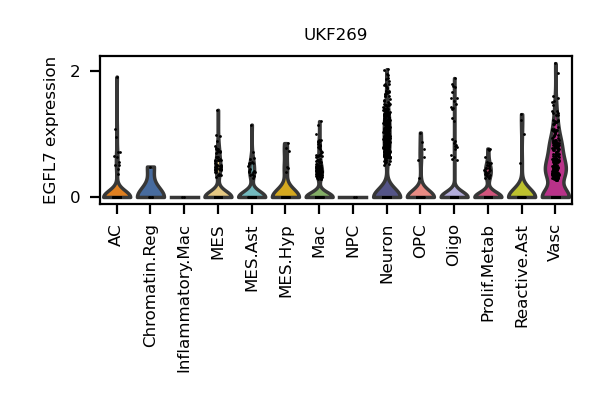 UKF269
EGFL7 expression
2
0
AC
Chromatin.Reg
Inflammatory.Mac
MES
MES.Ast
MES.Hyp
Mac
NPC
Neuron
OPC
Oligo
Prolif.Metab
Reactive.Ast
Vasc